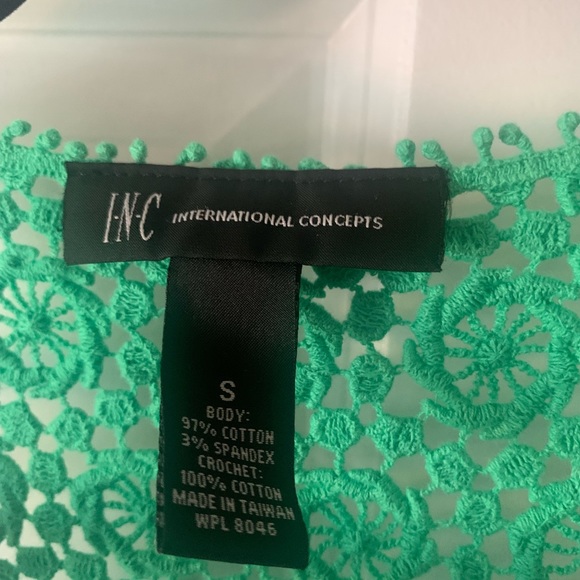 I·N·C INTERNATIONAL CONCEPTS
S
BODY:
97% COTTON
3% SPANDEX
CROCHET:
100% COTTON
MADE IN TAIWAN
WPL 8046